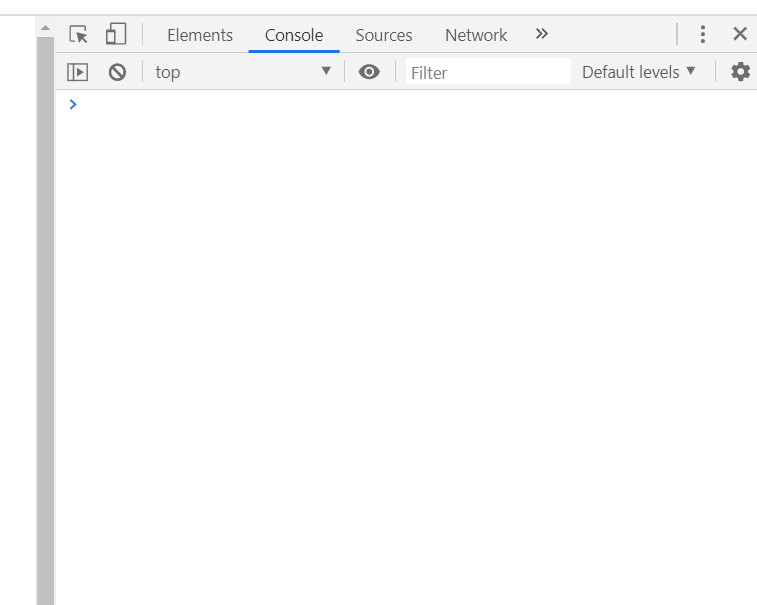 Elements Console Sources Network
top Filter Default levels